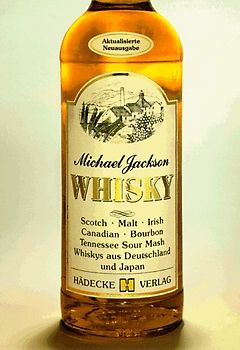 Aktualisierte
Neuausgabe
Michael Jackson
WHISKY
Scotch · Malt · Irish
Canadian · Bourbon
Tennessee Sour Mash
Whiskys aus Deutschland
und Japan
HÄDECKE H VERLAG